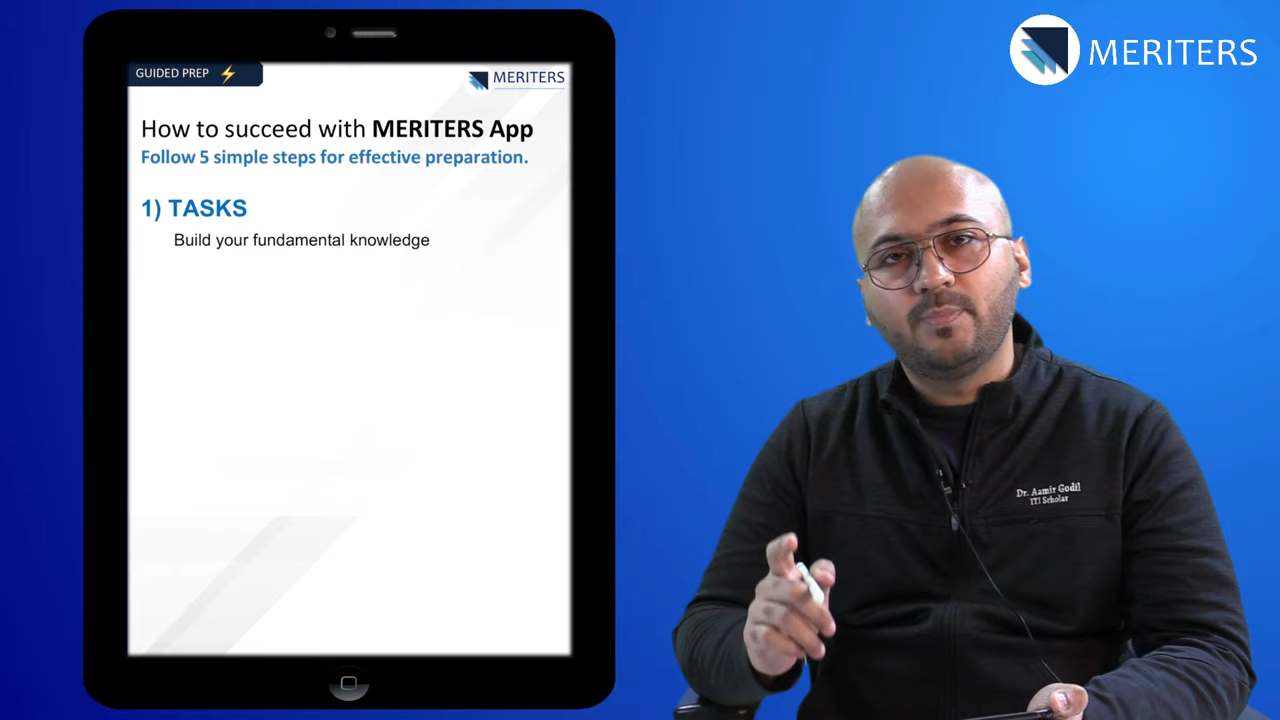 GUIDED PREP
MERITERS
How to succeed with MERITERS App
Follow 5 simple steps for effective preparation.
1) TASKS
Build your fundamental knowledge
MERITERS
Dr. Aamir Godil
ITI Scholar